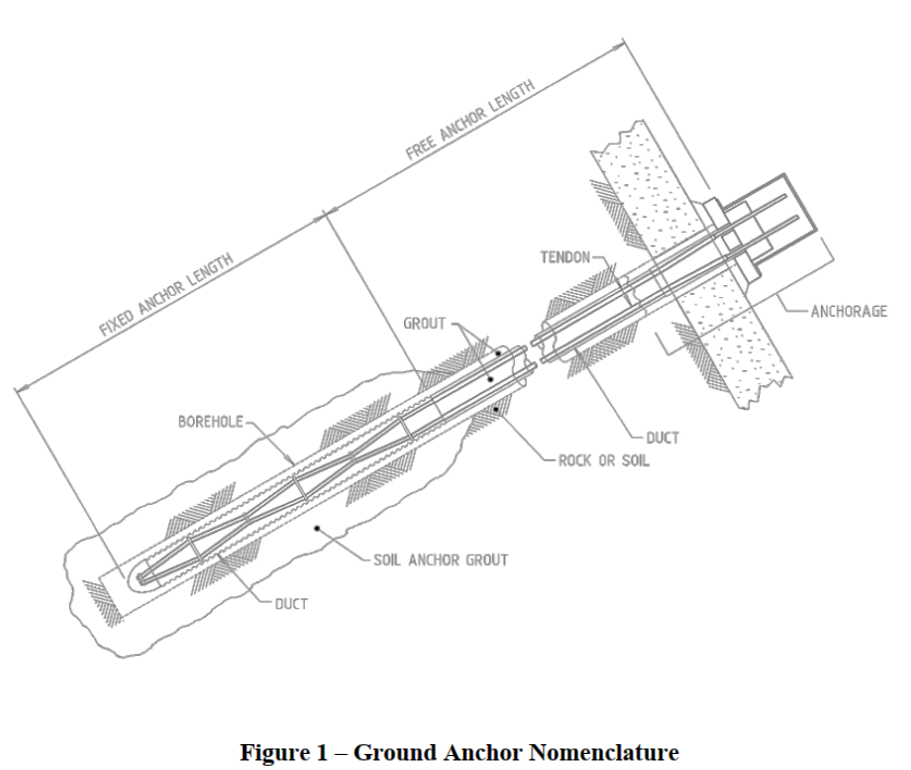 FREE ANCHOR LENGTH
FIXED ANCHOR LENGTH
TENDON
ANCHORAGE
GROUT
BOREHOLE
DUCT
ROCK OR SOIL
SOIL ANCHOR GROUT
DUCT
Figure 1 – Ground Anchor Nomenclature